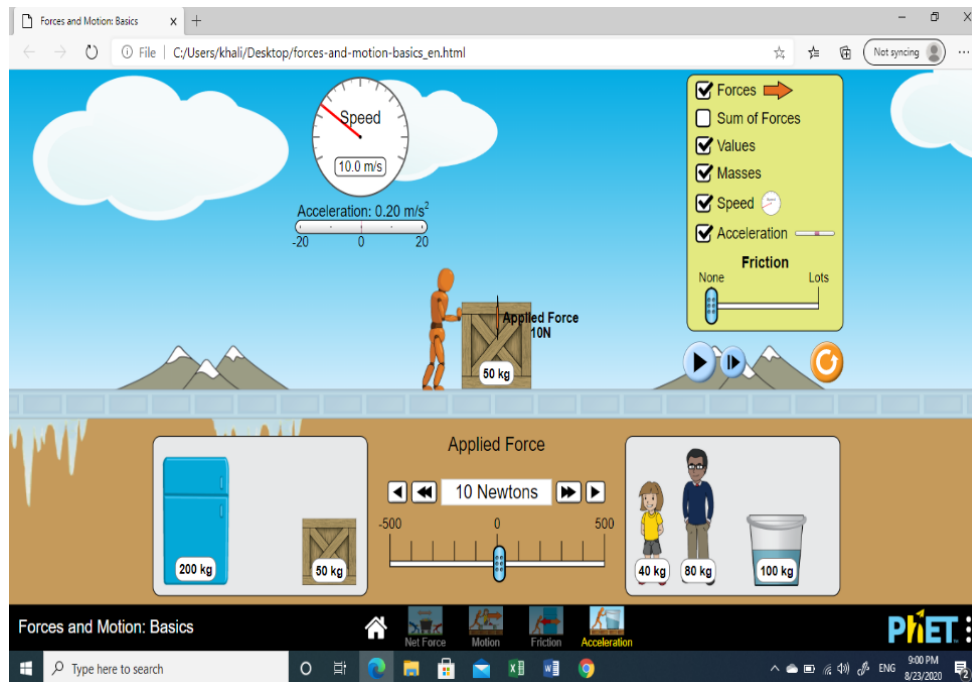 Forces and Motion: Basics
File | C:/Users/khali/Desktop/forces-and-motion-basics_en.html
Not syncing
Speed
10.0 m/s
Acceleration: 0.20 m/s²
-20 0 20
Forces
Sum of Forces
Values
Masses
Speed
Acceleration
Friction
None Lots
Applied Force
10N
50 kg
Applied Force
10 Newtons
-500 0 500
200 kg
50 kg
40 kg
80 kg
100 kg
Forces and Motion: Basics
Net Force Motion Friction Acceleration
PhET
Type here to search
ENG
9:00 PM
8/23/2020
2